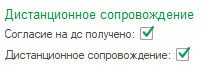 Дистанционное сопровождение
Согласие на дс получено:
Дистанционное сопровождение: